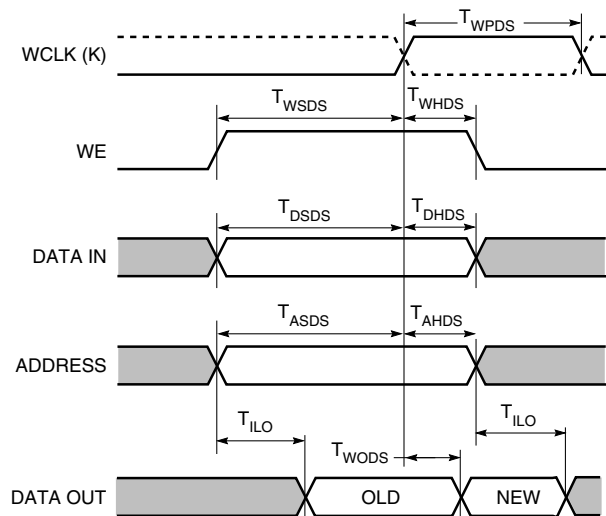 T_WPDS
WCLK (K)
T_WSDS T_WHDS
WE
T_DSDS T_DHDS
DATA IN
T_ASDS T_AHDS
ADDRESS
T_ILO T_ILO
T_WODS
DATA OUT OLD NEW